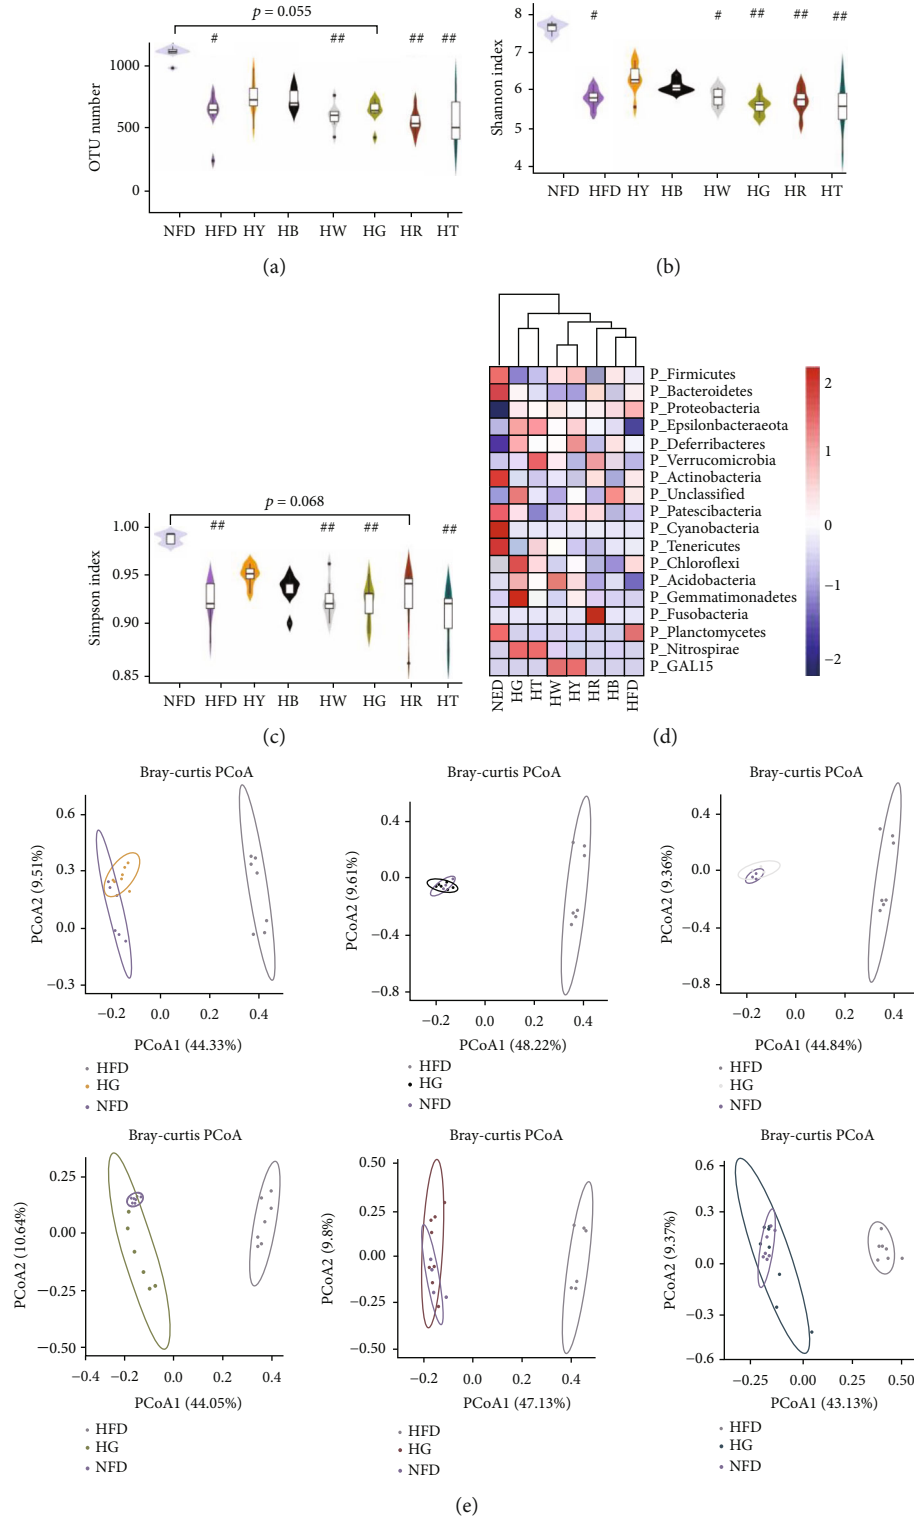 p = 0.055
# ## ## ##
OTU number
1000
500
0
NFD HFD HY HB HW HG HR HT
(a)
# # ## ## ##
Shannon index
8
7
6
5
4
NFD HFD HY HB HW HG HR HT
(b)
p = 0.068
## ## ## ##
Simpson index
1.00
0.95
0.90
0.85
NFD HFD HY HB HW HG HR HT
(c)
P_Firmicutes
P_Bacteroidetes
P_Proteobacteria
P_Epsilonbacteraeota
P_Deferribacteres
P_Verrucomicrobia
P_Actinobacteria
P_Unclassified
P_Patescibacteria
P_Cyanobacteria
P_Tenericutes
P_Chloroflexi
P_Acidobacteria
P_Gemmatimonadetes
P_Fusobacteria
P_Planctomycetes
P_Nitrospirae
P_GAL15
NED HG HT HW HY HR HB HFD
2
1
0
−1
−2
(d)
Bray-curtis PCoA
PCoA2 (9.51%)
0.6
0.3
0.0
−0.3
−0.2 0.0 0.2 0.4
PCoA1 (44.33%)
HFD
HG
NFD
Bray-curtis PCoA
PCoA2 (9.61%)
0.4
0.0
−0.4
−0.8
−0.2 0.0 0.2 0.4
PCoA1 (48.22%)
HFD
HG
NFD
Bray-curtis PCoA
PCoA2 (9.36%)
0.4
0.0
−0.4
−0.8
−0.2 0.0 0.2 0.4
PCoA1 (44.84%)
HFD
HG
NFD
Bray-curtis PCoA
PCoA2 (10.64%)
0.25
0.00
−0.25
−0.50
−0.4 −0.2 0.0 0.2 0.4
PCoA1 (44.05%)
HFD
HG
NFD
Bray-curtis PCoA
PCoA2 (9.8%)
0.50
0.25
0.00
−0.25
0.50
−0.2 0.0 0.2 0.4
PCoA1 (47.13%)
HFD
HG
NFD
Bray-curtis PCoA
PCoA2 (9.37%)
0.6
0.3
0.0
−0.3
−0.6
−0.25 0.00 0.25 0.50
PCoA1 (43.13%)
HFD
HG
NFD
(e)